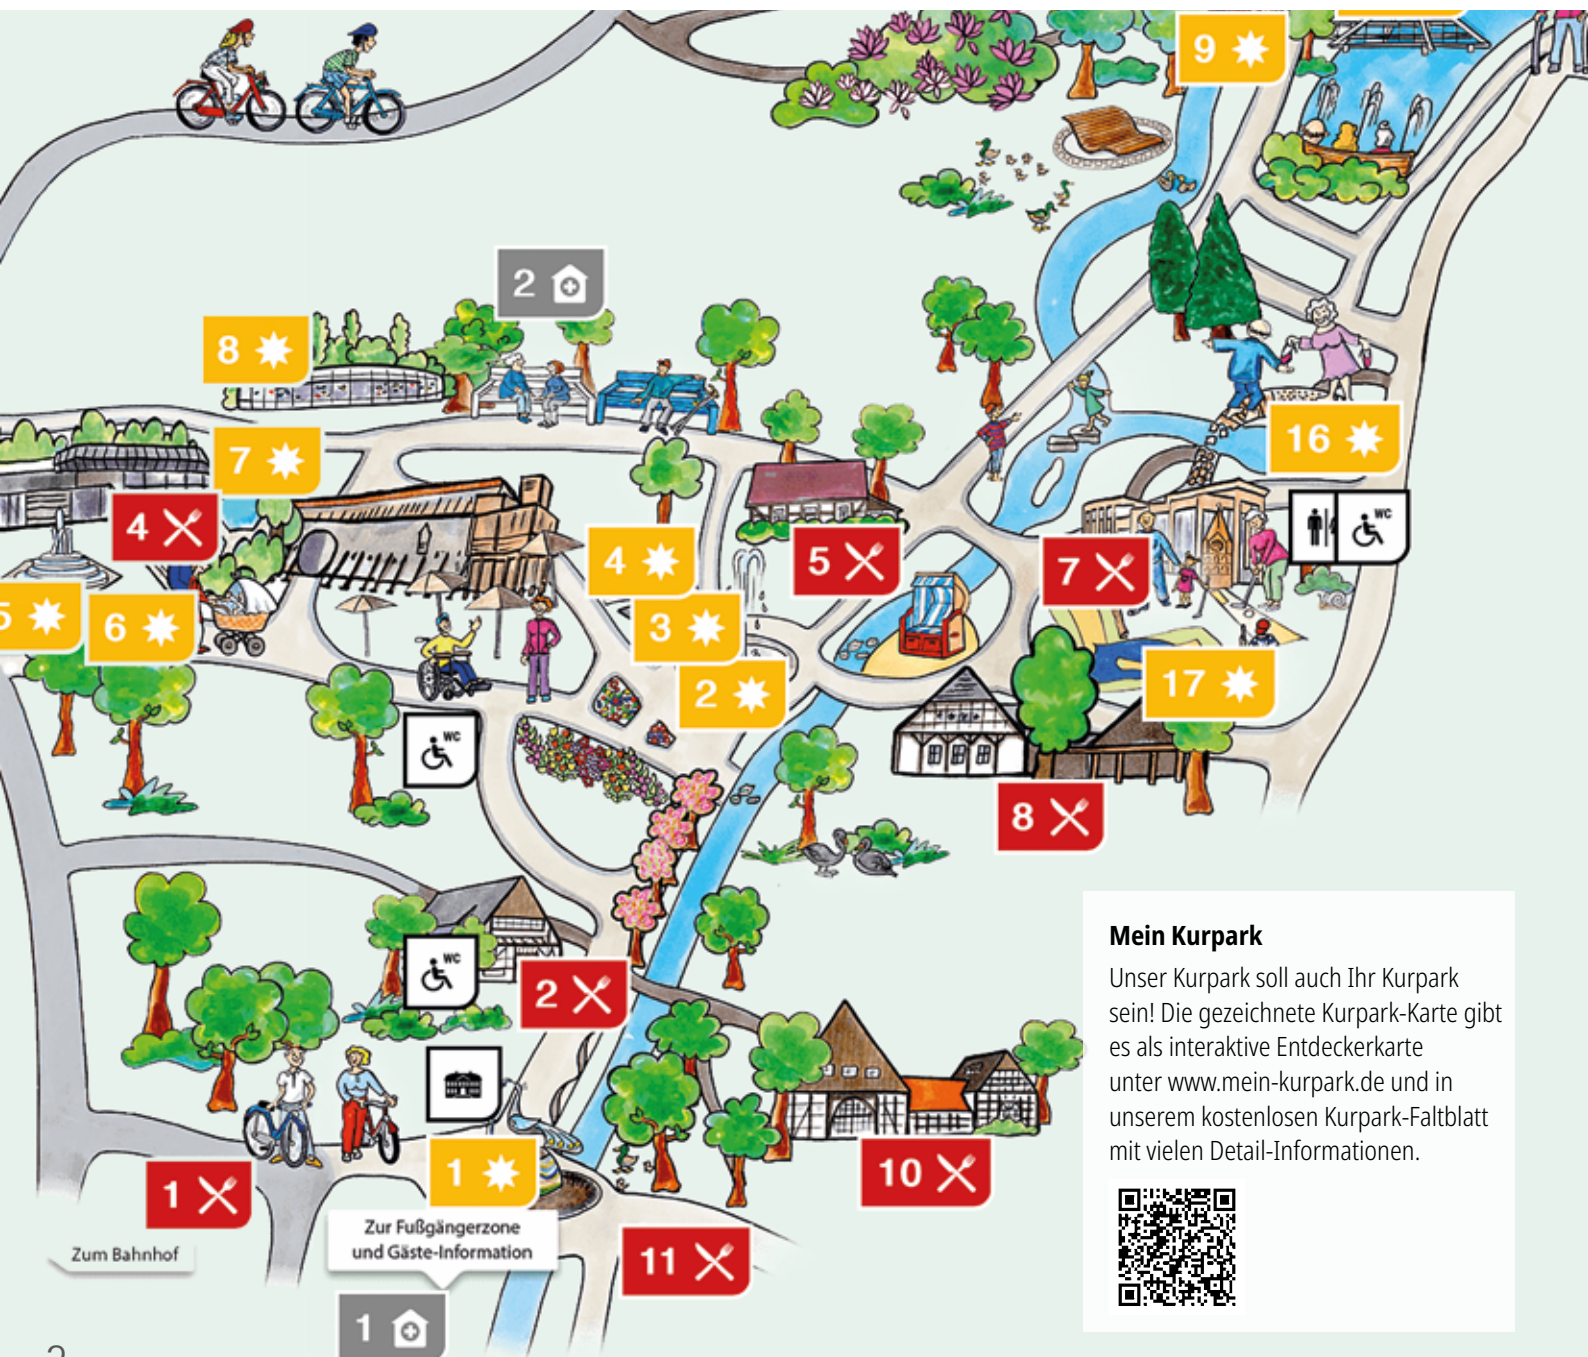 9
2
8
7
16
4
WC
4
5
7
5
6
3
17
2
WC
8
Mein Kurpark
Unser Kurpark soll auch Ihr Kurpark
sein! Die gezeichnete Kurpark-Karte gibt
es als interaktive Entdeckerkarte
unter www.mein-kurpark.de und in
unserem kostenlosen Kurpark-Faltblatt
mit vielen Detail-Informationen.
WC
2
1
10
1
Zur Fußgängerzone
und Gäste-Information
Zum Bahnhof
11
1